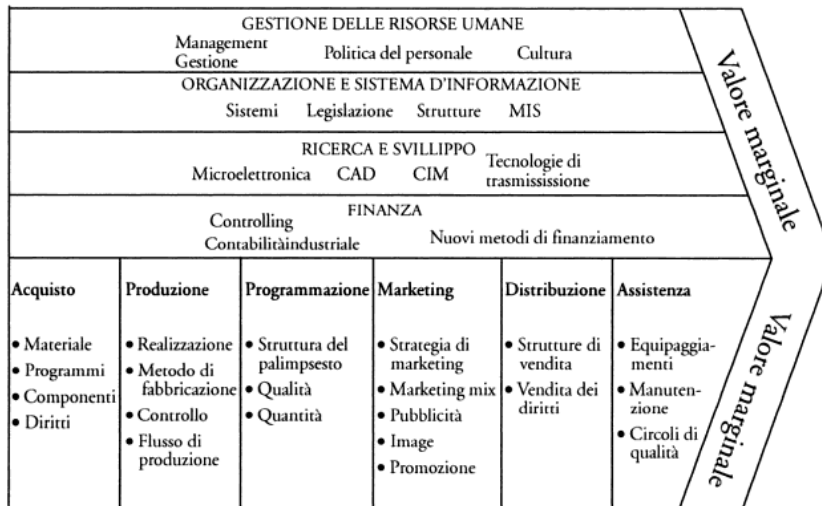 GESTIONE DELLE RISORSE UMANE
Management Politica del personale Cultura
Gestione
ORGANIZZAZIONE E SISTEMA D'INFORMAZIONE
Sistemi Legislazione Strutture MIS
RICERCA E SVILLIPPO
Microelettronica CAD CIM Tecnologie di
trasmississione
FINANZA
Controlling
Contabilitàindustriale Nuovi metodi di finanziamento
Valore marginale
Acquisto
• Materiale
• Programmi
• Componenti
• Diritti
Produzione
• Realizzazione
• Metodo di
fabbricazione
• Controllo
• Flusso di
produzione
Programmazione
• Struttura del
palimpsesto
• Qualità
• Quantità
Marketing
• Strategia di
marketing
• Marketing mix
• Pubblicità
• Image
• Promozione
Distribuzione
• Strutture di
vendita
• Vendita dei
diritti
Assistenza
• Equipaggia-
menti
• Manuten-
zione
• Circoli di
qualità
Valore marginale